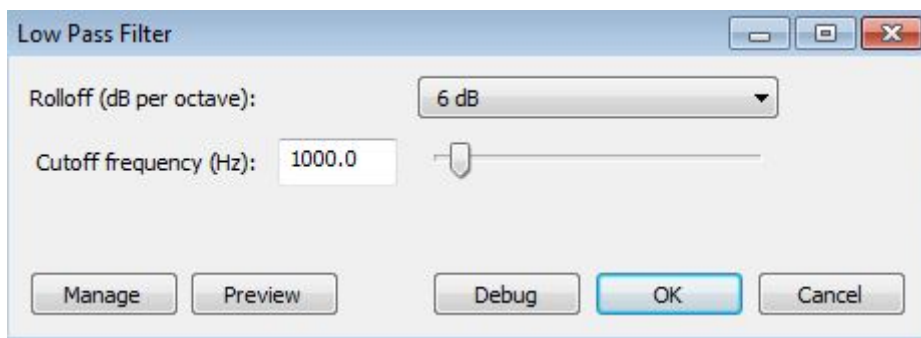 Low Pass Filter
Rolloff (dB per octave): 6 dB
Cutoff frequency (Hz): 1000.0
Manage Preview Debug OK Cancel